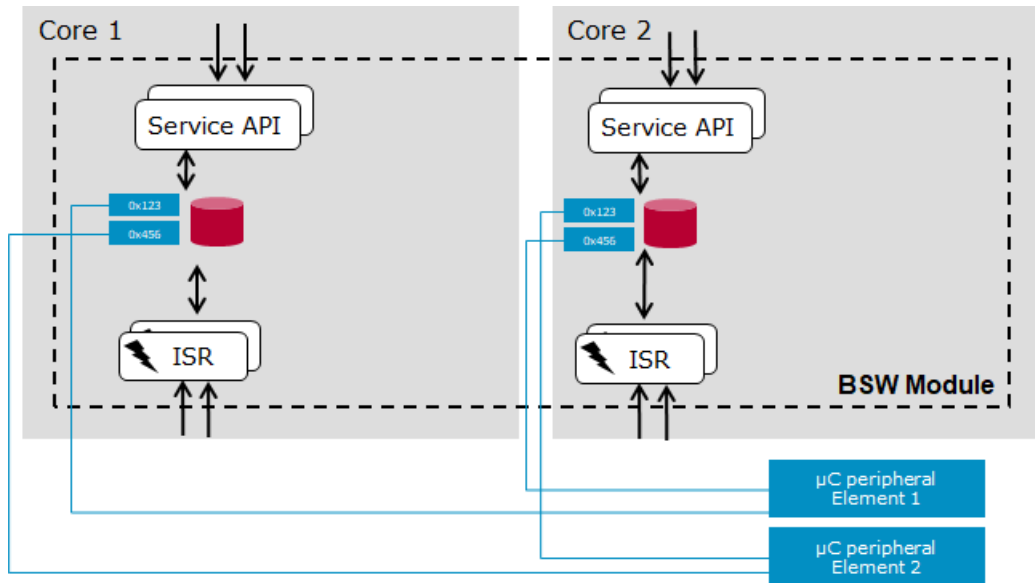 Core 1
Core 2
Service API
Service API
0x123
0x456
0x123
0x456
ISR
ISR
BSW Module
µC peripheral
Element 1
µC peripheral
Element 2